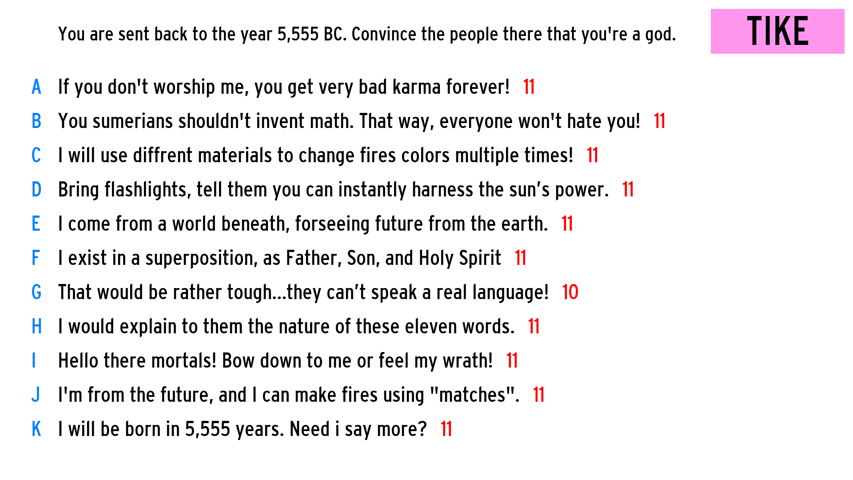 You are sent back to the year 5,555 BC. Convince the people there that you're a god.
TIKE
A If you don't worship me, you get very bad karma forever! 11
B You sumerians shouldn't invent math. That way, everyone won't hate you! 11
C I will use diffrent materials to change fires colors multiple times! 11
D Bring flashlights, tell them you can instantly harness the sun’s power. 11
E I come from a world beneath, forseeing future from the earth. 11
F I exist in a superposition, as Father, Son, and Holy Spirit 11
G That would be rather tough...they can’t speak a real language! 10
H I would explain to them the nature of these eleven words. 11
I Hello there mortals! Bow down to me or feel my wrath! 11
J I'm from the future, and I can make fires using "matches". 11
K I will be born in 5,555 years. Need i say more? 11